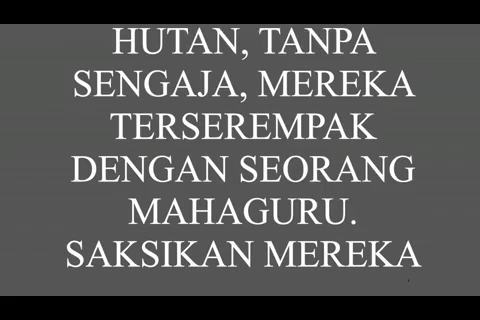 HUTAN, TANPA
SENGAJA, MEREKA
TERSEREMPAK
DENGAN SEORANG
MAHAGURU.
SAKSIKAN MEREKA